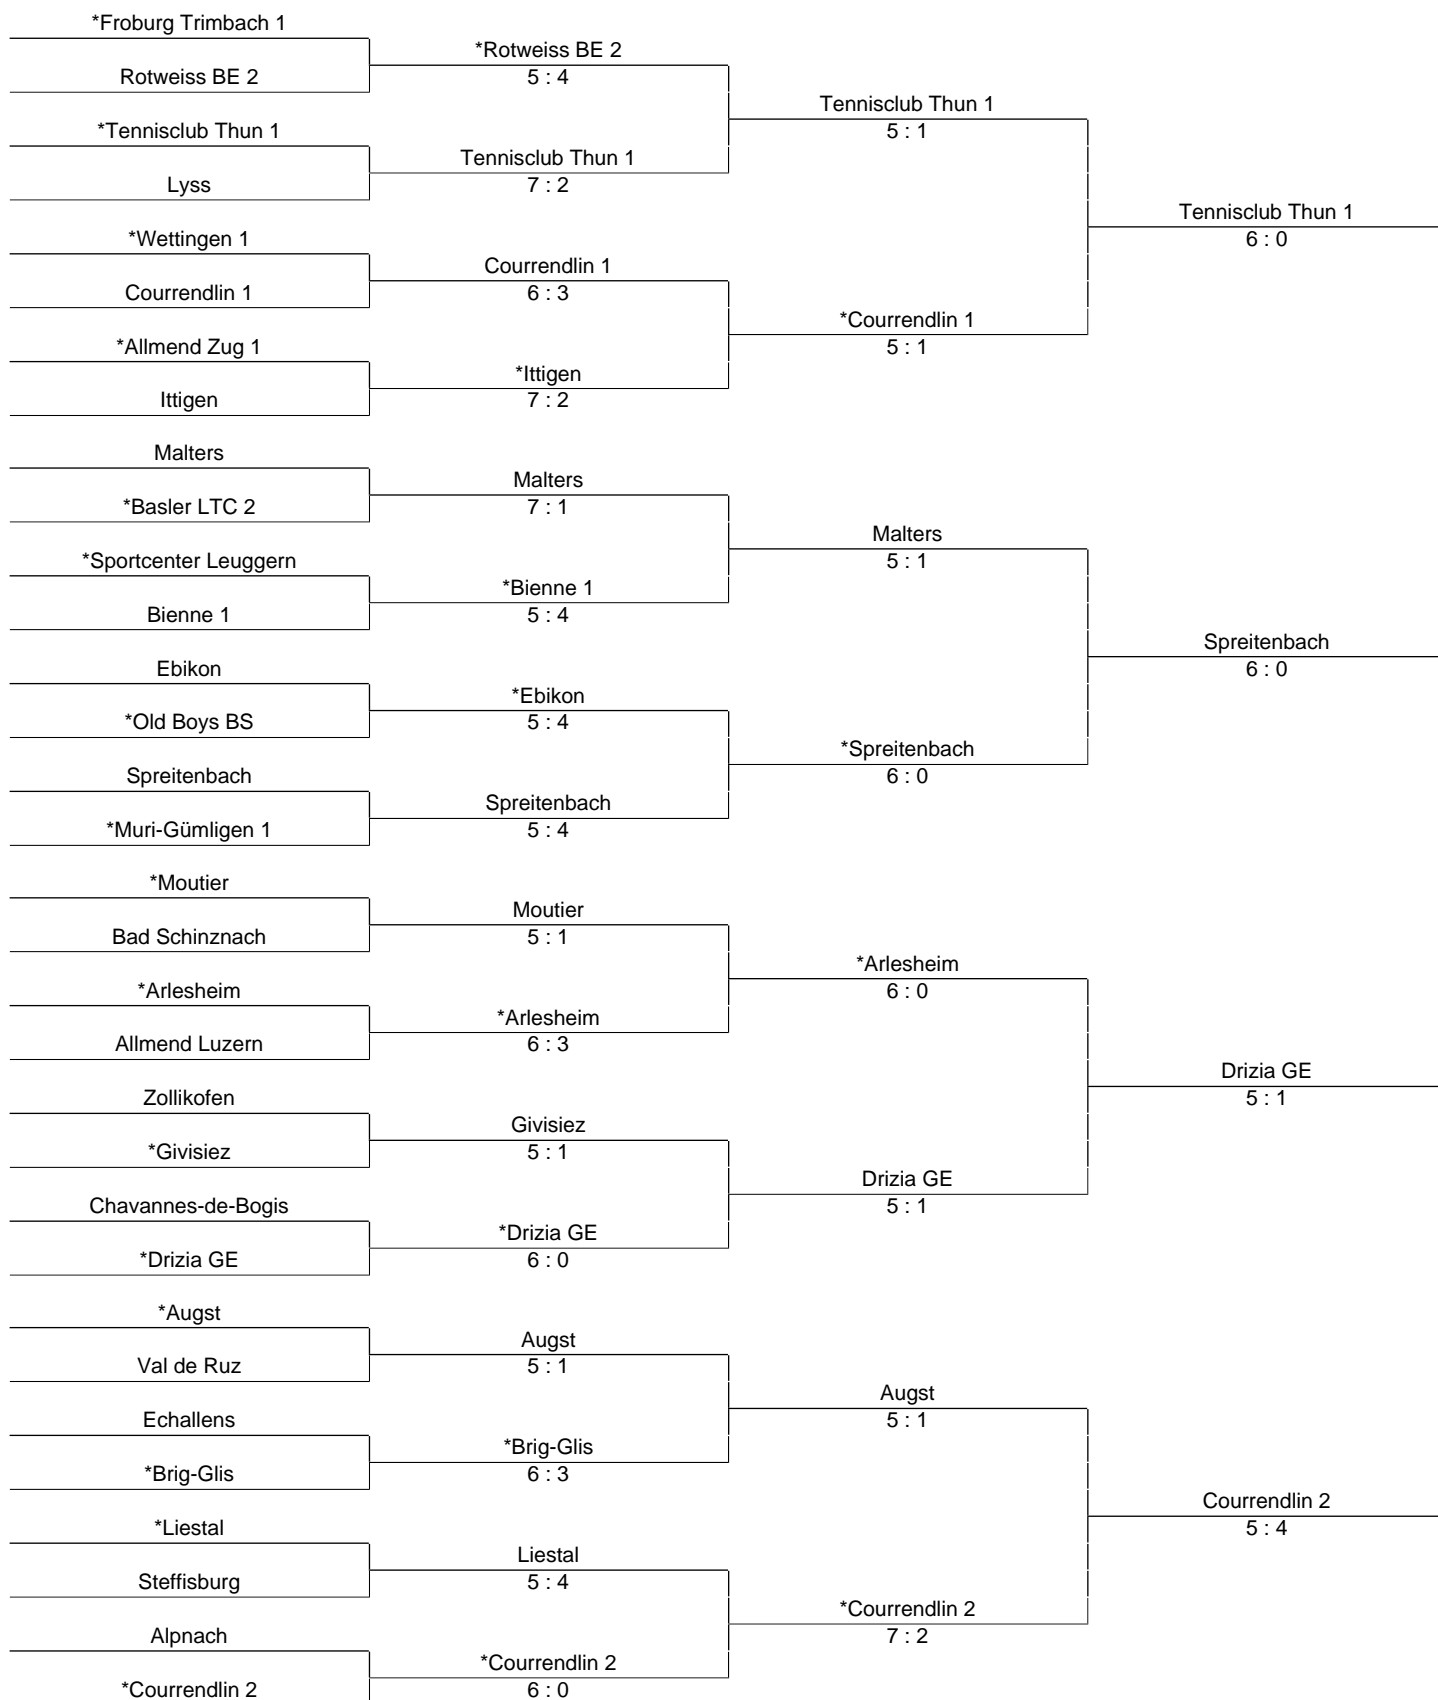 *Froburg Trimbach 1
Rotweiss BE 2
*Tennisclub Thun 1
Lyss
*Wettingen 1
Courrendlin 1
*Allmend Zug 1
Ittigen
Malters
*Basler LTC 2
*Sportcenter Leuggern
Bienne 1
Ebikon
*Old Boys BS
Spreitenbach
*Muri-Gümligen 1
*Moutier
Bad Schinznach
*Arlesheim
Allmend Luzern
Zollikofen
*Givisiez
Chavannes-de-Bogis
*Drizia GE
*Augst
Val de Ruz
Echallens
*Brig-Glis
*Liestal
Steffisburg
Alpnach
*Courrendlin 2
*Rotweiss BE 2
5 : 4
Tennisclub Thun 1
7 : 2
Courrendlin 1
6 : 3
*Ittigen
7 : 2
Malters
7 : 1
*Bienne 1
5 : 4
*Ebikon
5 : 4
Spreitenbach
5 : 4
Moutier
5 : 1
*Arlesheim
6 : 3
Givisiez
5 : 1
*Drizia GE
6 : 0
Augst
5 : 1
*Brig-Glis
6 : 3
Liestal
5 : 4
*Courrendlin 2
6 : 0
Tennisclub Thun 1
5 : 1
*Courrendlin 1
5 : 1
Malters
5 : 1
*Spreitenbach
6 : 0
*Arlesheim
6 : 0
Drizia GE
5 : 1
Augst
5 : 1
*Courrendlin 2
7 : 2
Tennisclub Thun 1
6 : 0
Spreitenbach
6 : 0
Drizia GE
5 : 1
Courrendlin 2
5 : 4